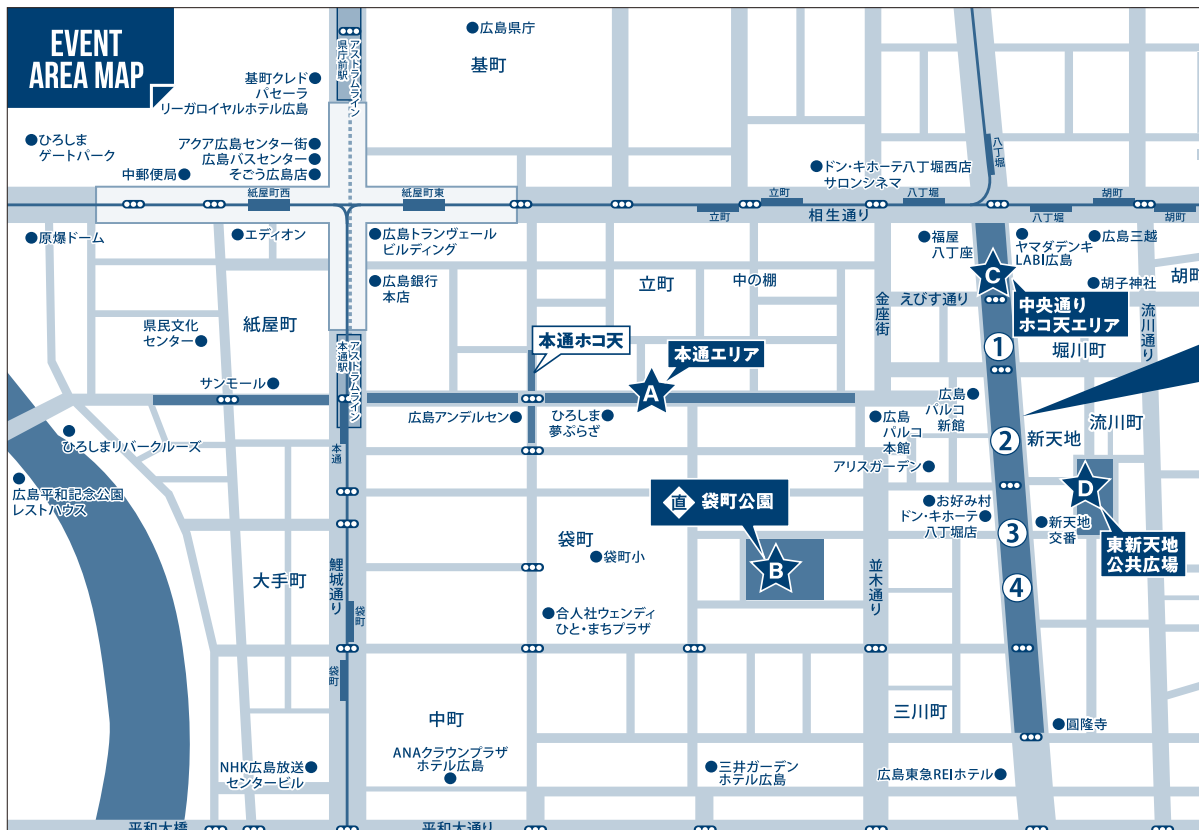 EVENT
AREA MAP
広島県庁
基町
アストラムライン
県庁前駅
基町クレド
パセーラ
リーガロイヤルホテル広島
ひろしま
ゲートパーク
アクア広島センター街
広島バスセンター
そごう広島店
中郵便局
紙屋町西
紙屋町東
ドン・キホーテ八丁堀西店
サロンシネマ
八丁堀
立町
立町
八丁堀
八丁堀
胡町
胡町
相生通り
原爆ドーム
エディオン
広島トランヴェール
ビルディング
広島銀行
本店
福屋
八丁座
ヤマダデンキ
LABI広島
広島三越
胡子神社
胡町
立町
中の棚
金座街
えびす通り
C
中央通り
ホコ天エリア
流川通り
紙屋町
県民文化
センター
サンモール
アストラムライン
本通駅
本通ホコ天
本通エリア
A
1
堀川町
広島アンデルセン
ひろしま
夢ぷらざ
広島
パルコ
本館
広島
パルコ
新館
2
新天地
流川町
ひろしまリバークルーズ
本通
アリスガーデン
広島平和記念公園
レストハウス
直
袋町公園
B
D
東新天地
公共広場
お好み村
ドン・キホーテ
八丁堀店
3
新天地
交番
袋町
袋町小
大手町
鯉城通り
並木通り
4
袋町
袋町
合人社ウェンディ
ひと・まちプラザ
中町
三川町
圓隆寺
ANAクラウンプラザ
ホテル広島
NHK広島放送
センタービル
三井ガーデン
ホテル広島
広島東急REIホテル
平和大橋
平和大通り